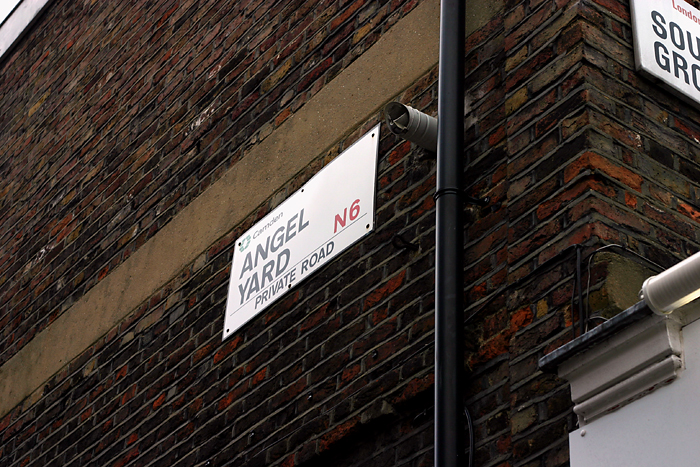 Camden
ANGEL
YARD N6
PRIVATE ROAD
London
SOU
GRO